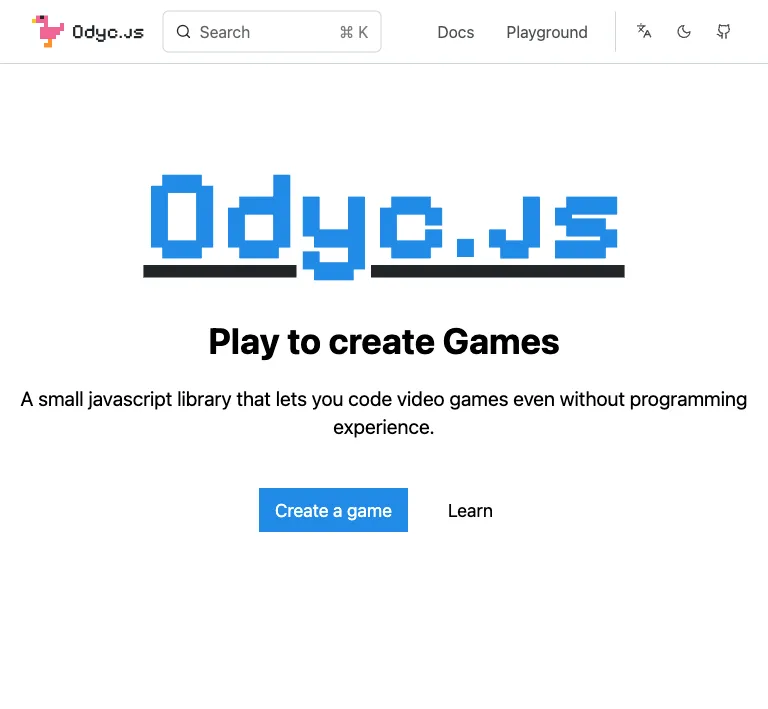 Odyc.Js
Search
⌘ K
Docs
Playground
Odyc.Js
Play to create Games
A small javascript library that lets you code video games even without programming
experience.
Create a game
Learn